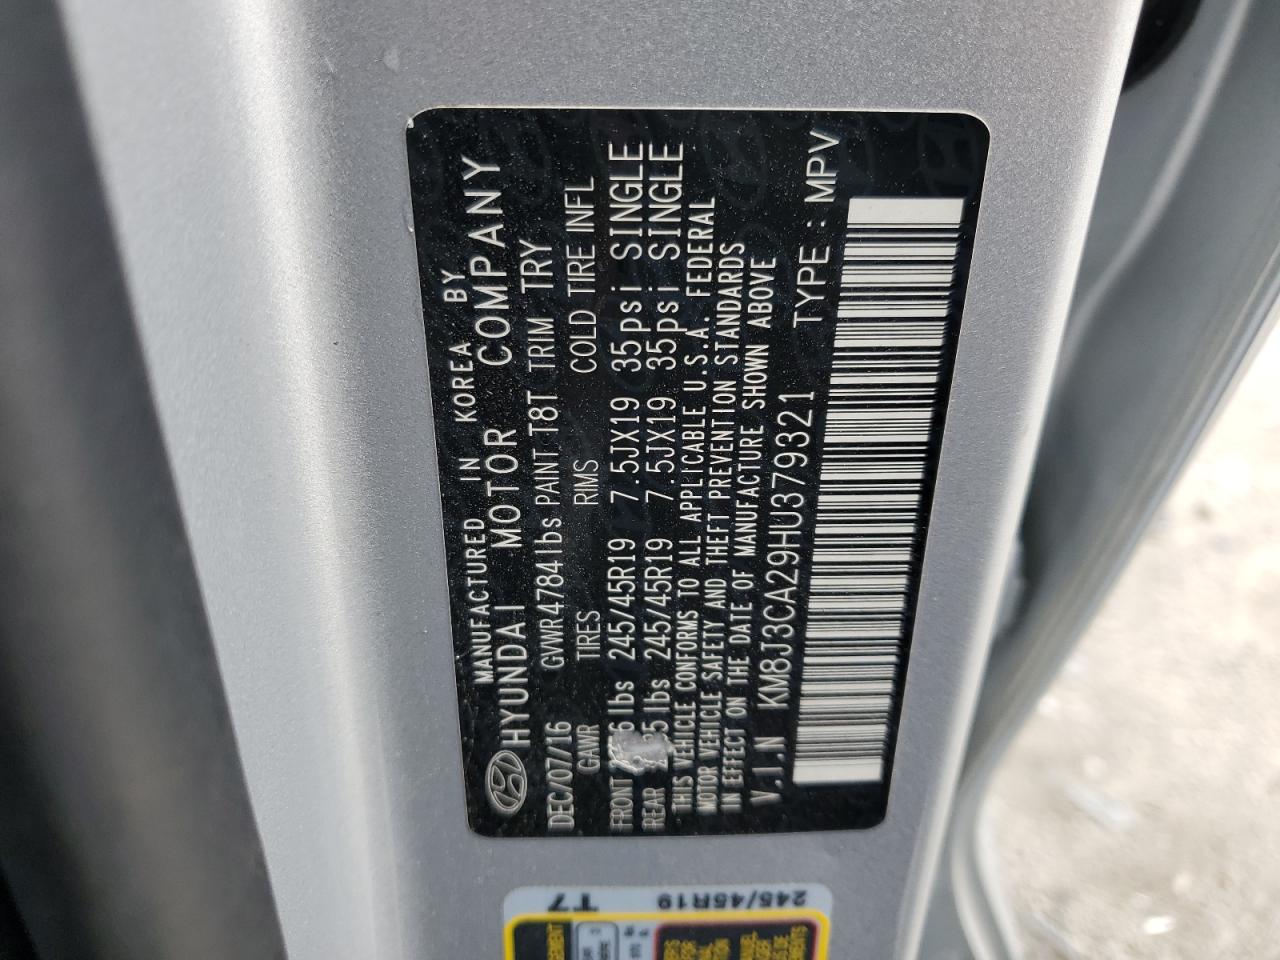 MANUFACTURED IN KOREA BY
HYUNDAI MOTOR COMPANY
DEC/07/16 GVWR4784lbs PAINT T8T TRIM TRY
GAWR TIRES RIMS COLD TIRE INFL
FRONT lbs 245/45R19 7.5JX19 35psi SINGLE
REAR lbs 245/45R19 7.5JX19 35psi SINGLE
THIS VEHICLE CONFORMS TO ALL APPLICABLE U.S.A. FEDERAL
MOTOR VEHICLE SAFETY AND THEFT PREVENTION STANDARDS
IN EFFECT ON THE DATE OF MANUFACTURE SHOWN ABOVE
V.I.N KM8J3CA29HU379321 TYPE : MPV
T7 245/45R19